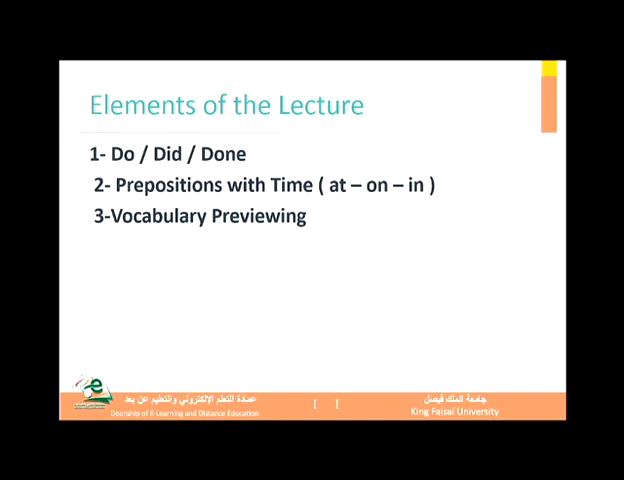 Elements of the Lecture
1- Do / Did / Done
2- Prepositions with Time ( at – on – in )
3-Vocabulary Previewing
عمادة التعلم الإلكتروني والتعليم عن بعد
Deanship of E-Learning and Distance Education
[ ]
جامعة الملك فيصل
King Faisal University